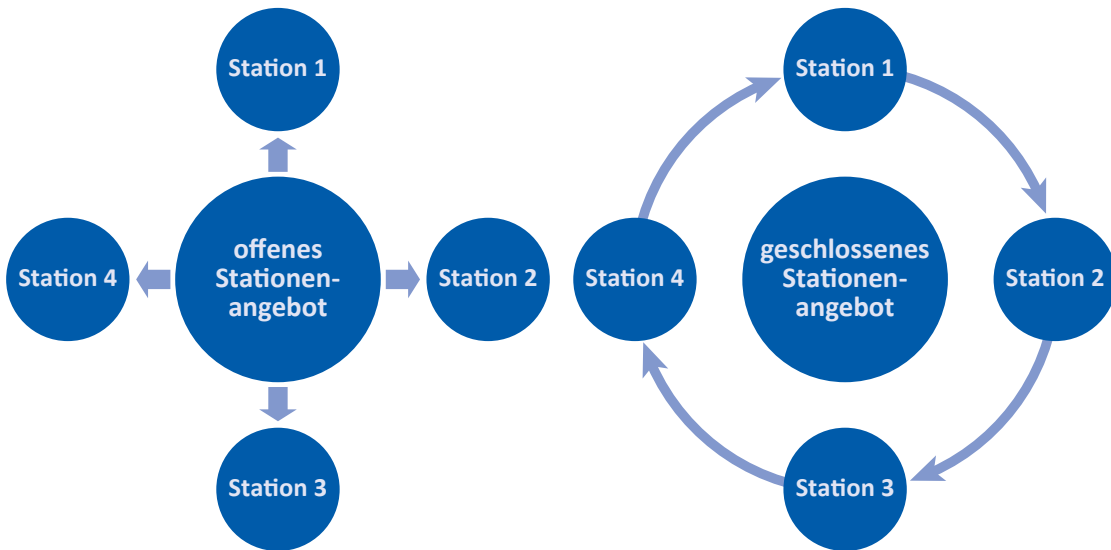 Station 1
Station 4
offenes
Stationen-
angebot
Station 2
Station 3
Station 1
Station 4
geschlossenes
Stationen-
angebot
Station 2
Station 3